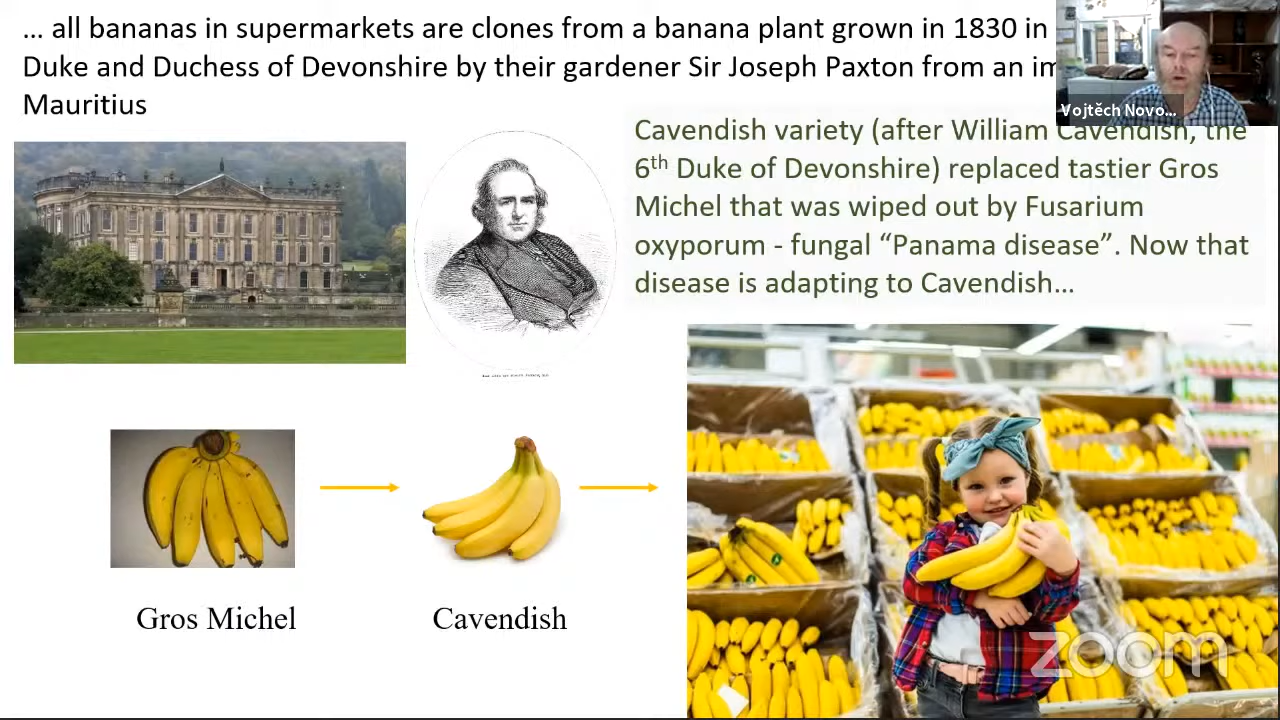 ... all bananas in supermarkets are clones from a banana plant grown in 1830 in
Duke and Duchess of Devonshire by their gardener Sir Joseph Paxton from an im
Mauritius
Vojtěch Novo...
Cavendish variety (after William Cavendish, the
6th Duke of Devonshire) replaced tastier Gros
Michel that was wiped out by Fusarium
oxyporum - fungal “Panama disease”. Now that
disease is adapting to Cavendish...
Gros Michel
Cavendish
zoom